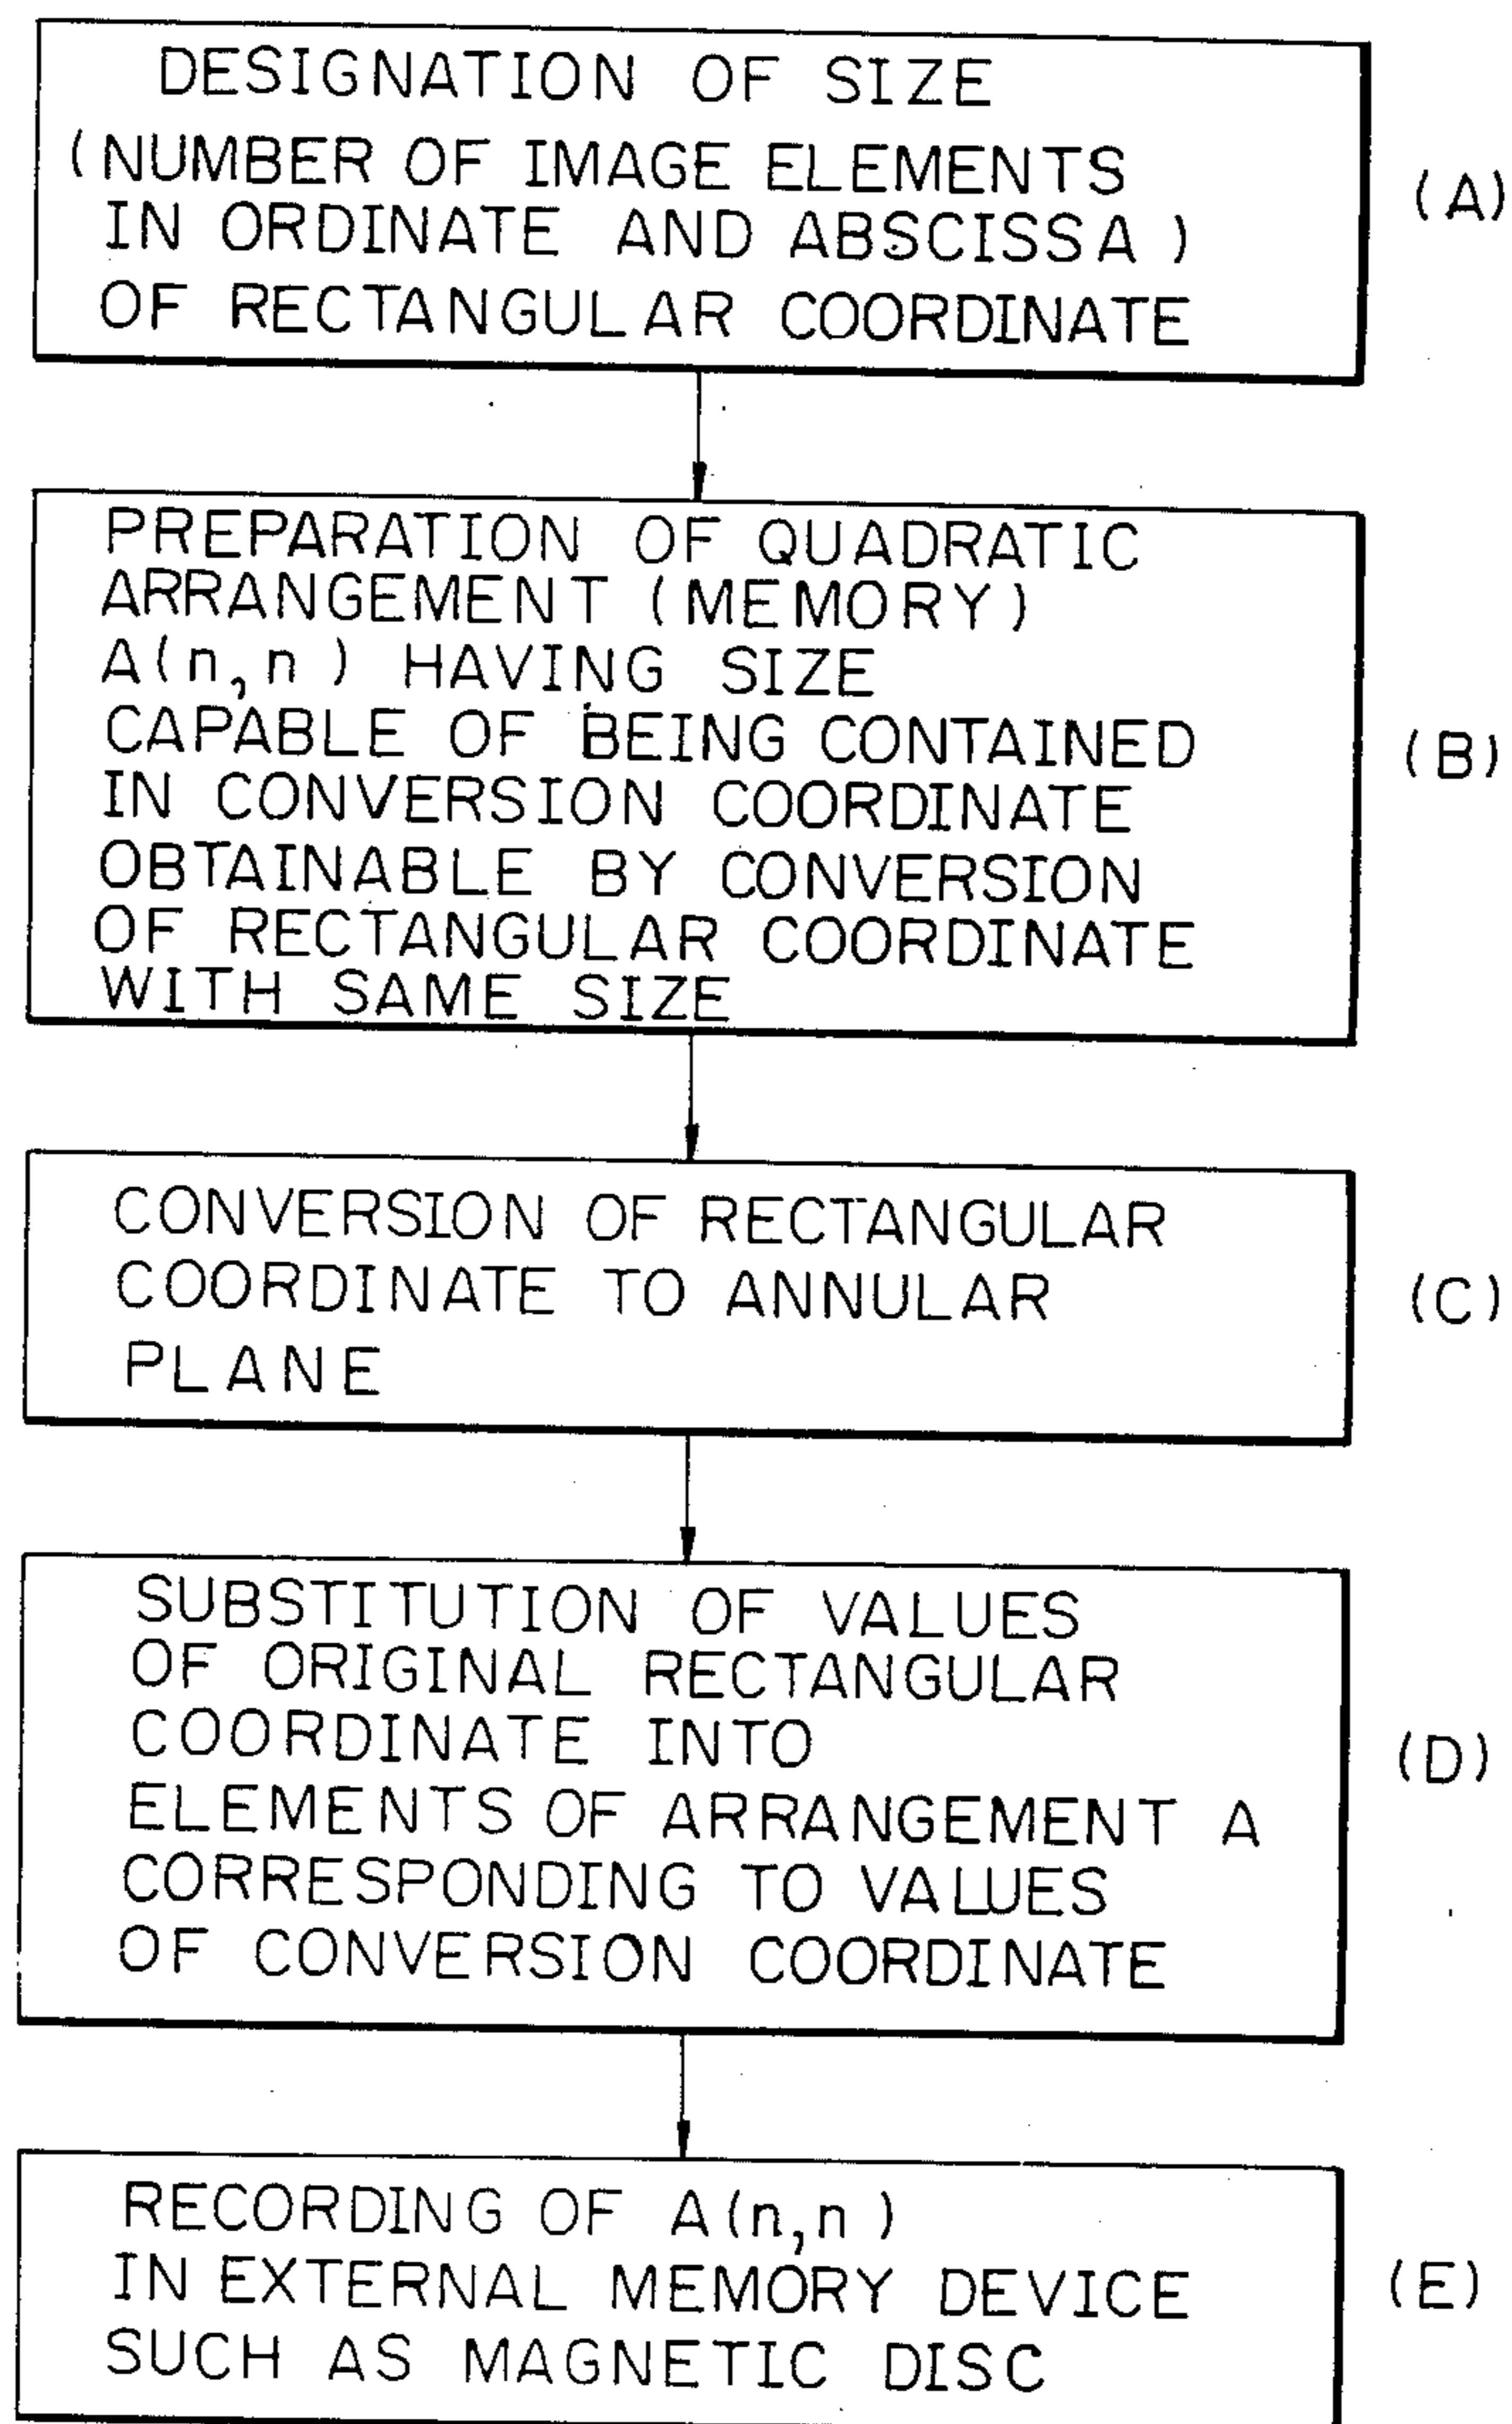 DESIGNATION OF SIZE
(NUMBER OF IMAGE ELEMENTS
IN ORDINATE AND ABSCISSA)
OF RECTANGULAR COORDINATE
(A)
PREPARATION OF QUADRATIC
ARRANGEMENT (MEMORY)
A(n,n) HAVING SIZE
CAPABLE OF BEING CONTAINED
IN CONVERSION COORDINATE
OBTAINABLE BY CONVERSION
OF RECTANGULAR COORDINATE
WITH SAME SIZE
(B)
CONVERSION OF RECTANGULAR
COORDINATE TO ANNULAR
PLANE
(C)
SUBSTITUTION OF VALUES
OF ORIGINAL RECTANGULAR
COORDINATE INTO
ELEMENTS OF ARRANGEMENT A
CORRESPONDING TO VALUES
OF CONVERSION COORDINATE
(D)
RECORDING OF A(n,n)
IN EXTERNAL MEMORY DEVICE
SUCH AS MAGNETIC DISC
(E)